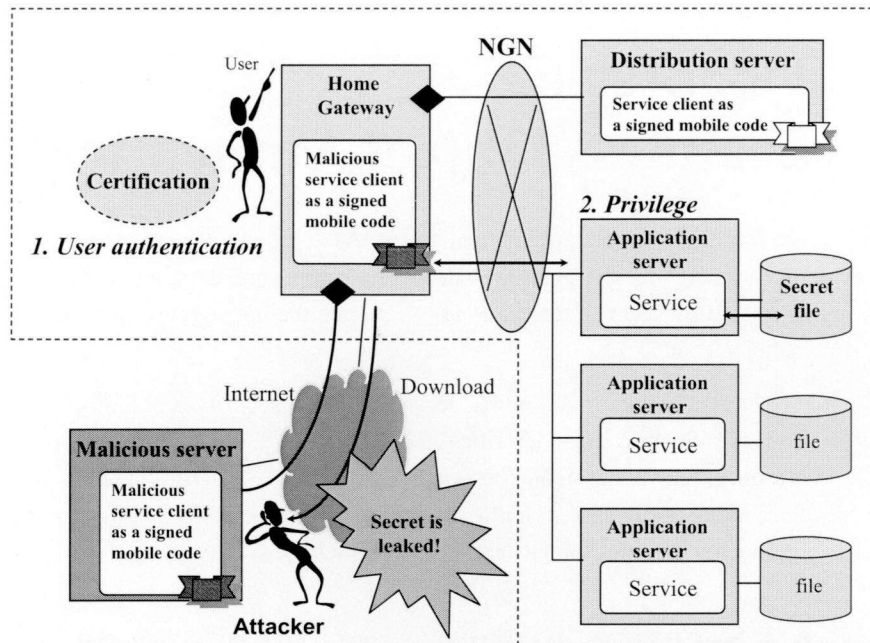 User
Home
Gateway
Malicious
service client
as a signed
mobile code
Certification
1. User authentication
NGN
Distribution server
Service client as
a signed mobile code
2. Privilege
Application
server
Service
Secret
file
Application
server
Service
file
Application
server
Service
file
Internet
Download
Malicious server
Malicious
service client
as a signed
mobile code
Secret is
leaked!
Attacker